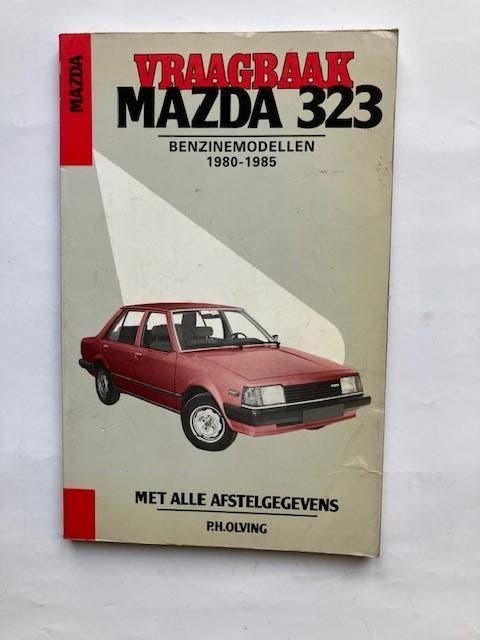 MAZDA
VRAAGBAAK
MAZDA 323
BENZINEMODELLEN
1980-1985
MET ALLE AFSTELGEGEVENS
P.H.OLVING